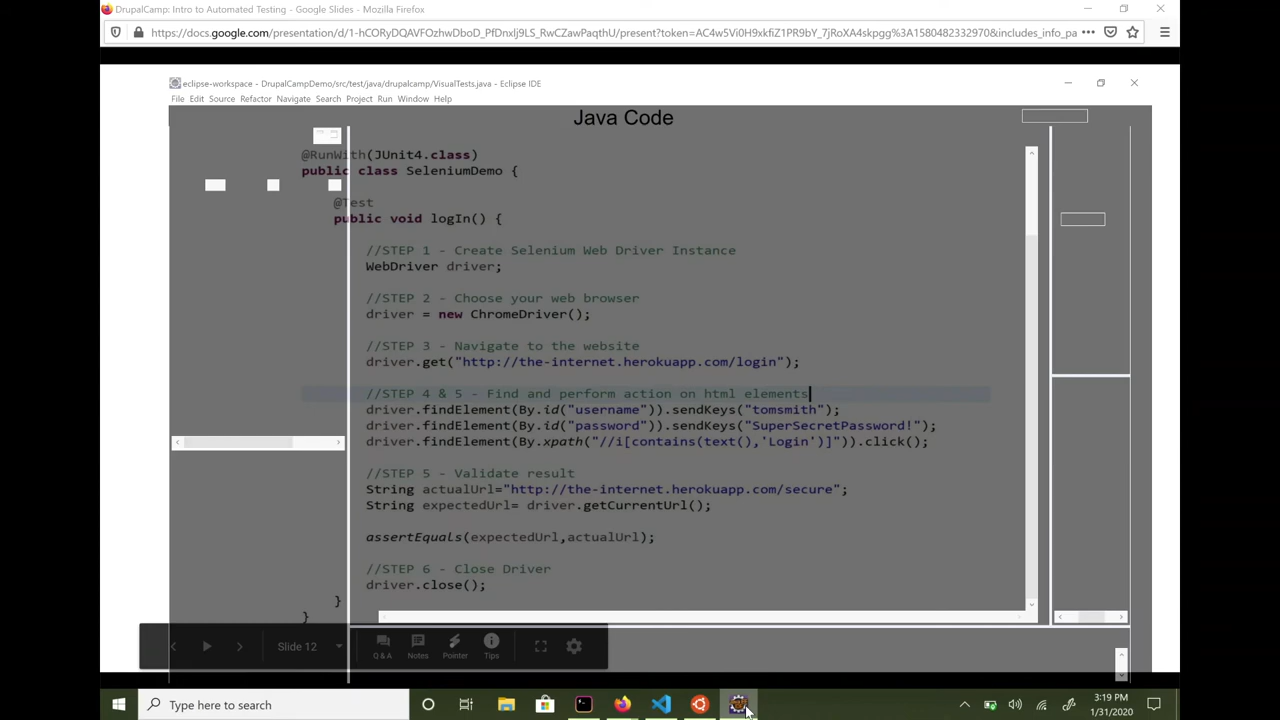 DrupalCamp: Intro to Automated Testing - Google Slides - Mozilla Firefox
https://docs.google.com/presentation/d/1-hCORyDQAVFOzhwDBtD_PfDnxlj9LS_RwCZawPaqthU/present?token=AC4w5Vi0H9xkfiZ1PR9bY_7jRoXA4skpgg%3A1580482332970&includes_info_pa
eclipse-workspace - DrupalCampDemo/src/test/java/drupalcamp/VisualTests.java - Eclipse IDE
File Edit Source Refactor Navigate Search Project Run Window Help
Java Code
@RunWith(JUnit4.class)
public class SeleniumDemo {
@Test
public void logIn() {
//STEP 1 - Create Selenium Web Driver Instance
WebDriver driver;
//STEP 2 - Choose your web browser
driver = new ChromeDriver();
//STEP 3 - Navigate to the website
driver.get("http://the-internet.herokuapp.com/login");
//STEP 4 & 5 - Find and perform action on html elements
driver.findElement(By.id("username")).sendKeys("tomsmith");
driver.findElement(By.id("password")).sendKeys("SuperSecretPassword!");
driver.findElement(By.xpath("//i[contains(text(),'Login')]")).click();
//STEP 5 - Validate result
String actualUrl="http://the-internet.herokuapp.com/secure";
String expectedUrl= driver.getCurrentUrl();
assertEquals(expectedUrl,actualUrl);
//STEP 6 - Close Driver
driver.close();
}
}
Slide 12
Q & A Notes Pointer Tips
Type here to search
3:19 PM
1/31/2020